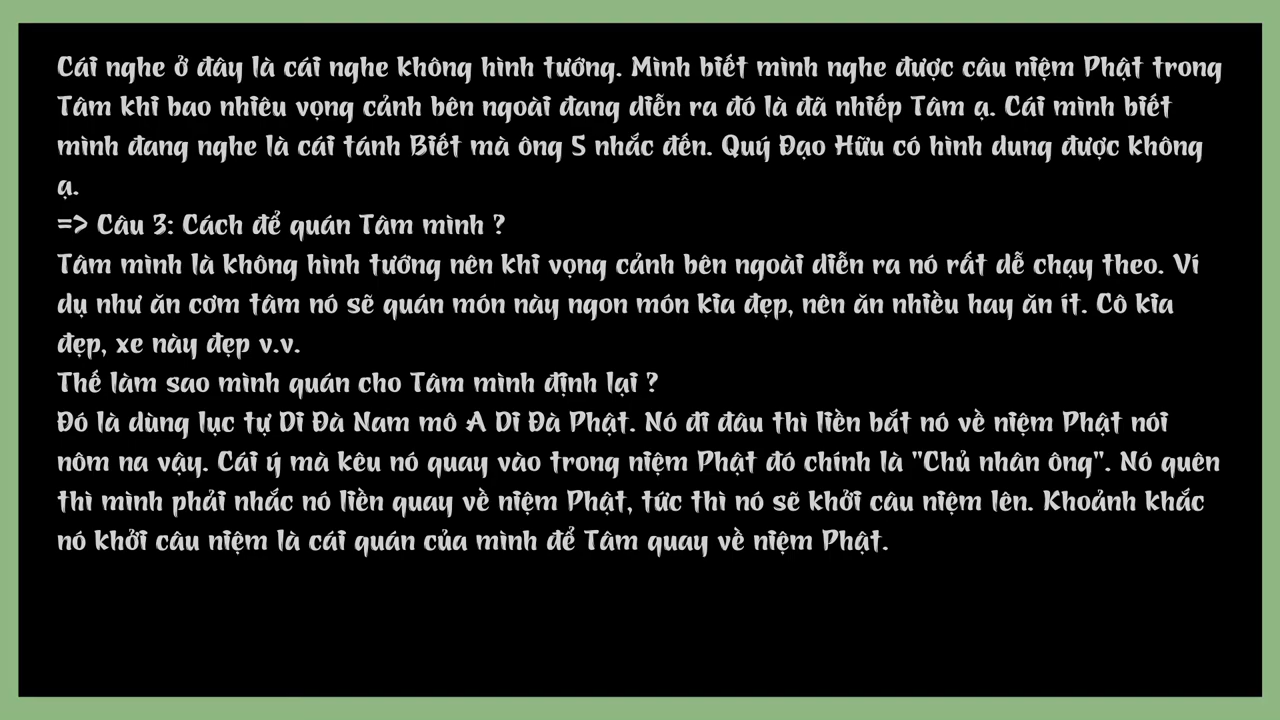 Cái nghe ở đây là cái nghe không hình tướng. Mình biết mình nghe được câu niệm Phật trong
Tâm khi bao nhiêu vọng cảnh bên ngoài đang diễn ra đó là đã nhiếp Tâm ạ. Cái mình biết
mình đang nghe là cái tánh Biết mà ông S nhắc đến. Quý Đạo Hữu có hình dung được không
ạ.
=> Câu 3: Cách để quán Tâm mình ?
Tâm mình là không hình tướng nên khi vọng cảnh bên ngoài diễn ra nó rất dễ chạy theo. Ví
dụ như ăn cơm tâm nó sẽ quán món này ngon món kia đẹp, nên ăn nhiều hay ăn ít. Cô kia
đẹp, xe này đẹp v.v.
Thế làm sao mình quán cho Tâm mình định lại ?
Đó là dùng lục tự Di Đà Nam mô A Di Đà Phật. Nó đi đâu thì liền bắt nó về niệm Phật nói
nôm na vậy. Cái ý mà kêu nó quay vào trong niệm Phật đó chính là "Chủ nhân ông". Nó quên
thì mình phải nhắc nó liền quay về niệm Phật, tức thì nó sẽ khởi câu niệm lên. Khoảnh khắc
nó khởi câu niệm là cái quán của mình để Tâm quay về niệm Phật.